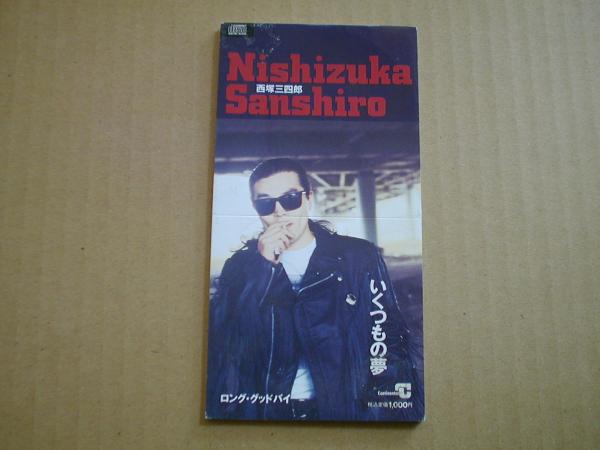 Nishizuka
西塚三四郎
Sanshiro
いくつもの夢
ロング・グッドバイ
Continental
税込定価1,000円